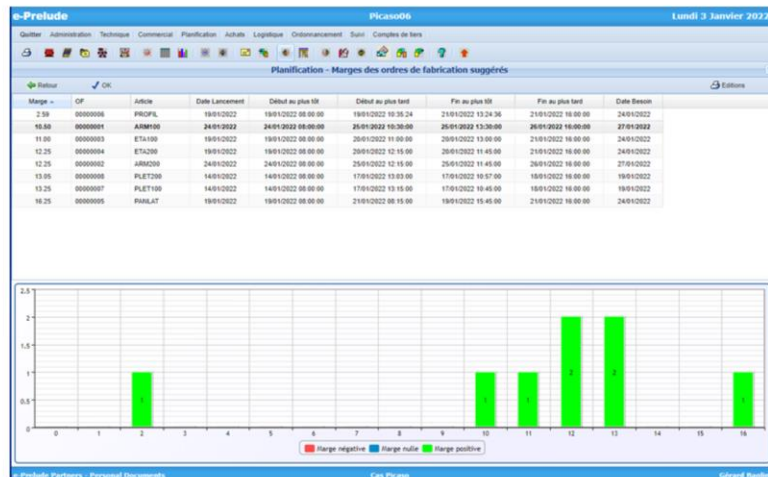 e-Prelude Picaso06 Lundi 3 Janvier 2022
Quitter Administration Technique Commercial Planification Achats Logistique Ordonnancement Suivi Comptes de tiers
Planification - Marges des ordres de fabrication suggérés
Retour OK Editions
Marge OF Article Date Lancement Début au plus tôt Début au plus tard Fin au plus tôt Fin au plus tard Date Besoin
2.59 00000006 PROFIL 19/01/2022 19/01/2022 08:00:00 19/01/2022 10:35:24 21/01/2022 13:24:36 21/01/2022 16:00:00 24/01/2022
10.50 00000001 ARM100 24/01/2022 24/01/2022 08:00:00 25/01/2022 10:30:00 25/01/2022 13:30:00 26/01/2022 16:00:00 27/01/2022
11.00 00000003 ETA100 19/01/2022 19/01/2022 08:00:00 20/01/2022 11:00:00 20/01/2022 13:00:00 21/01/2022 16:00:00 24/01/2022
12.25 00000004 ETA200 19/01/2022 19/01/2022 08:00:00 20/01/2022 12:15:00 20/01/2022 11:45:00 21/01/2022 16:00:00 24/01/2022
12.25 00000002 ARM200 24/01/2022 24/01/2022 08:00:00 25/01/2022 12:15:00 25/01/2022 11:45:00 26/01/2022 16:00:00 27/01/2022
13.05 00000008 PLET200 14/01/2022 14/01/2022 08:00:00 17/01/2022 13:03:00 17/01/2022 10:57:00 18/01/2022 16:00:00 19/01/2022
13.25 00000007 PLET100 14/01/2022 14/01/2022 08:00:00 17/01/2022 13:15:00 17/01/2022 10:45:00 18/01/2022 16:00:00 19/01/2022
16.25 00000005 PANLAT 19/01/2022 19/01/2022 08:00:00 21/01/2022 08:15:00 19/01/2022 15:45:00 21/01/2022 16:00:00 24/01/2022
2.5
2
1.5
1
0.5
0
1 1 1 2 2 1
0 1 2 3 4 5 6 7 8 9 10 11 12 13 14 15 16
Marge négative Marge nulle Marge positive
e-Prelude Partners - Personal Documents Cas Picaso Gérard Baglin